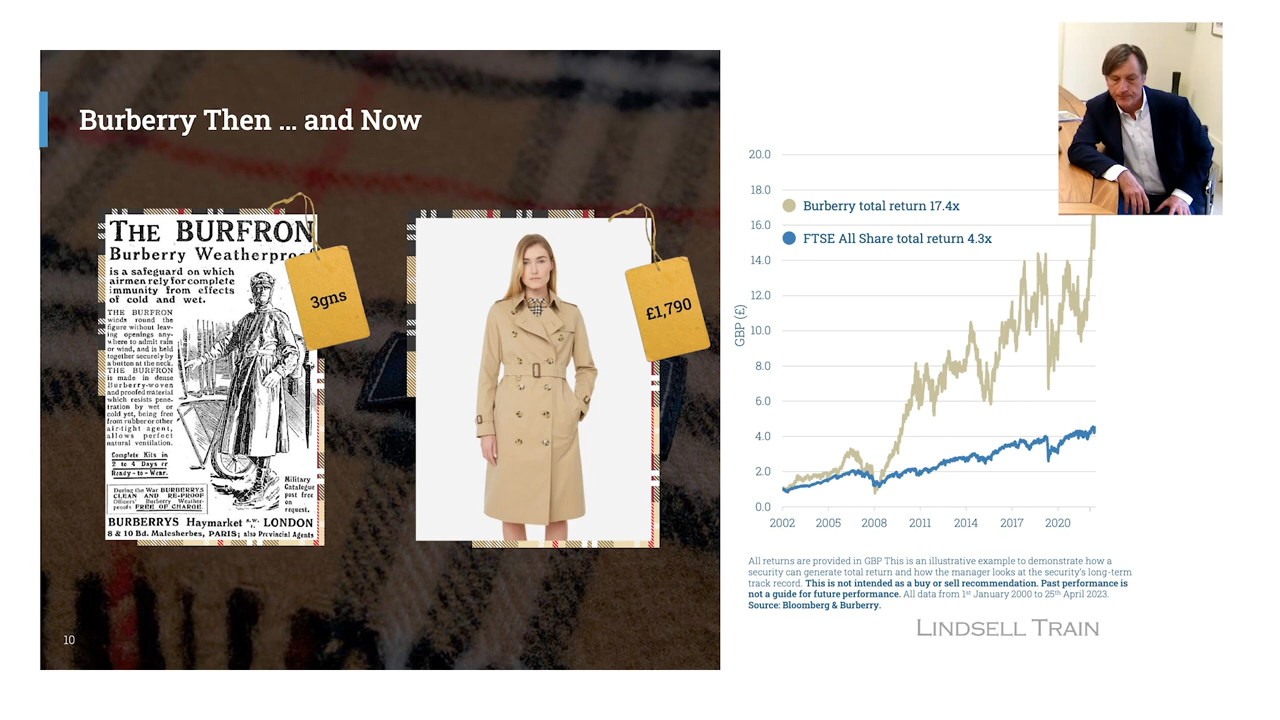 Burberry Then ... and Now
THE BURFRON
Burberry Weatherproof
is a safeguard on which
airmen rely for complete
immunity from effects
of cold and wet.
THE BURFRON
winds round the
figure without leav-
ing openings any-
where to admit rain
or wind, and is held
together securely by
a button at the neck.
THE BURFRON
is made in dense
Burberry-woven
and proofed material
which resists pene-
tration by wet or
cold yet, being free
from rubber or other
air-tight agent,
allows perfect
natural ventilation.
Complete Kits in
2 to 4 Days or
Ready-to-Wear.
During the War BURBERRYS
CLEAN AND RE-PROOF
Officers' Burberry Weather-
proofs FREE OF CHARGE.
Military
Catalogue
post free
on
request.
BURBERRYS Haymarket S.W. 1. LONDON
8 & 10 Bd. Malesherbes, PARIS; also Provincial Agents
3gns
£1,790
10
20.0
18.0
16.0
14.0
12.0
10.0
8.0
6.0
4.0
2.0
0.0
GBP (£)
Burberry total return 17.4x
FTSE All Share total return 4.3x
2002 2005 2008 2011 2014 2017 2020
All returns are provided in GBP This is an illustrative example to demonstrate how a
security can generate total return and how the manager looks at the security's long-term
track record. This is not intended as a buy or sell recommendation. Past performance is
not a guide for future performance. All data from 1st January 2000 to 25th April 2023.
Source: Bloomberg & Burberry.
LINDSELL TRAIN